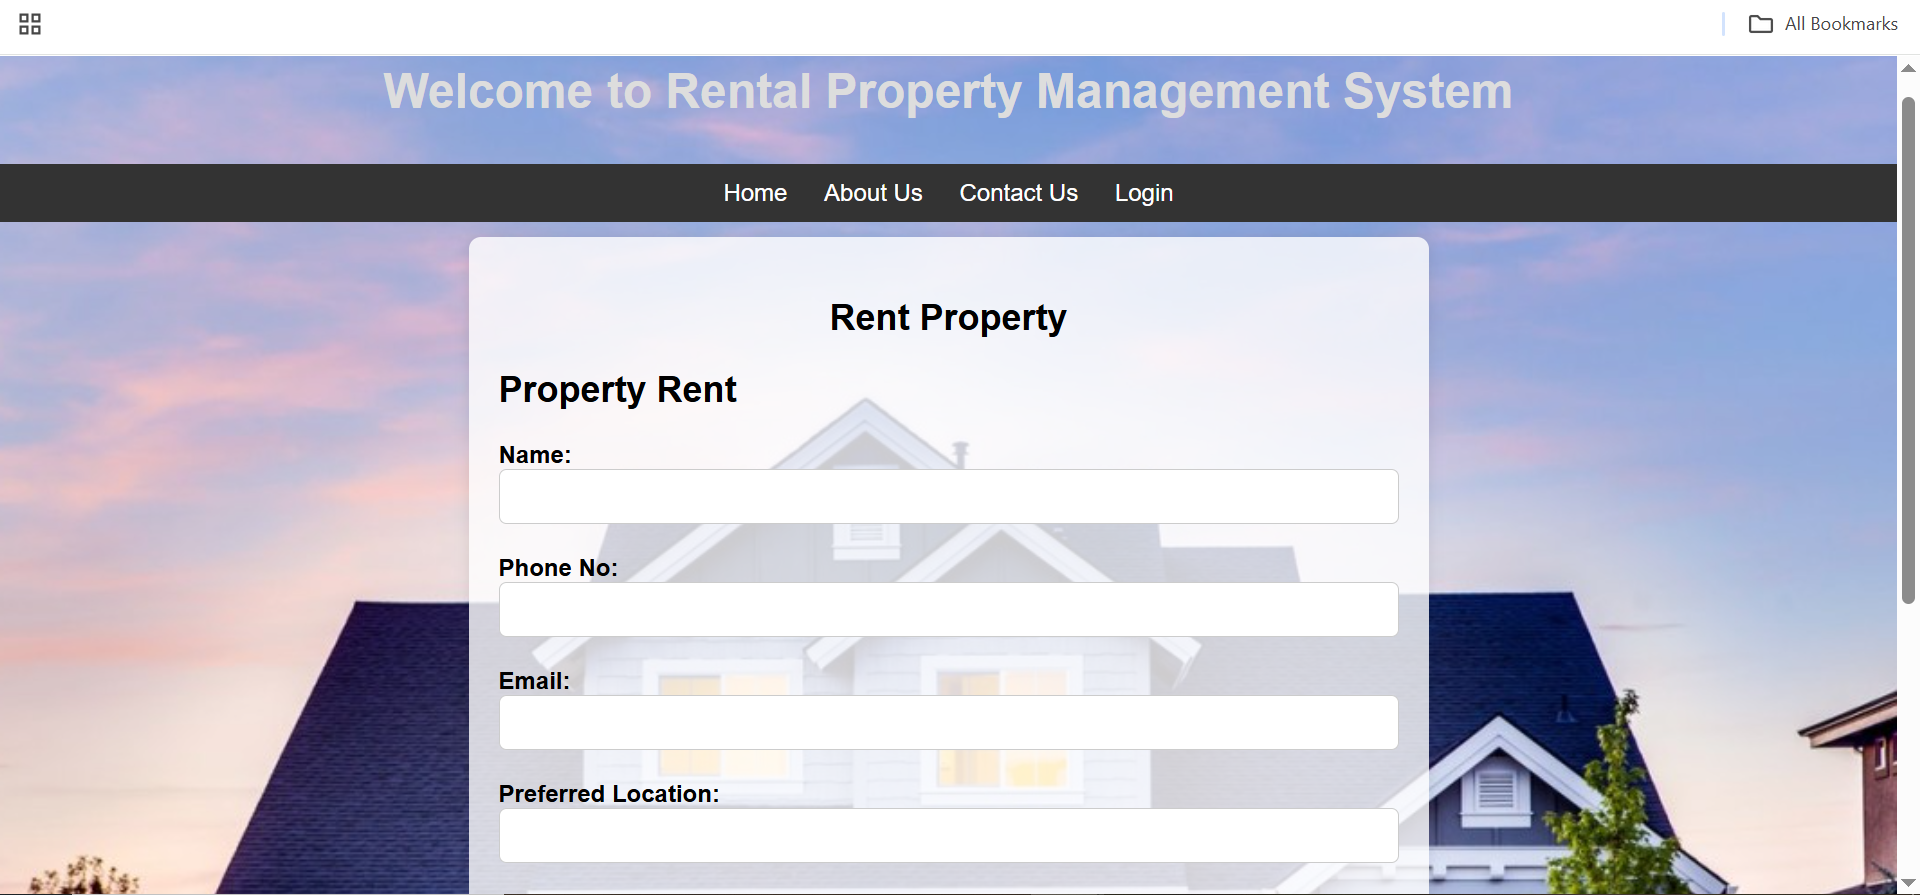 All Bookmarks
Welcome to Rental Property Management System
Home About Us Contact Us Login
Rent Property
Property Rent
Name:
Phone No:
Email:
Preferred Location: